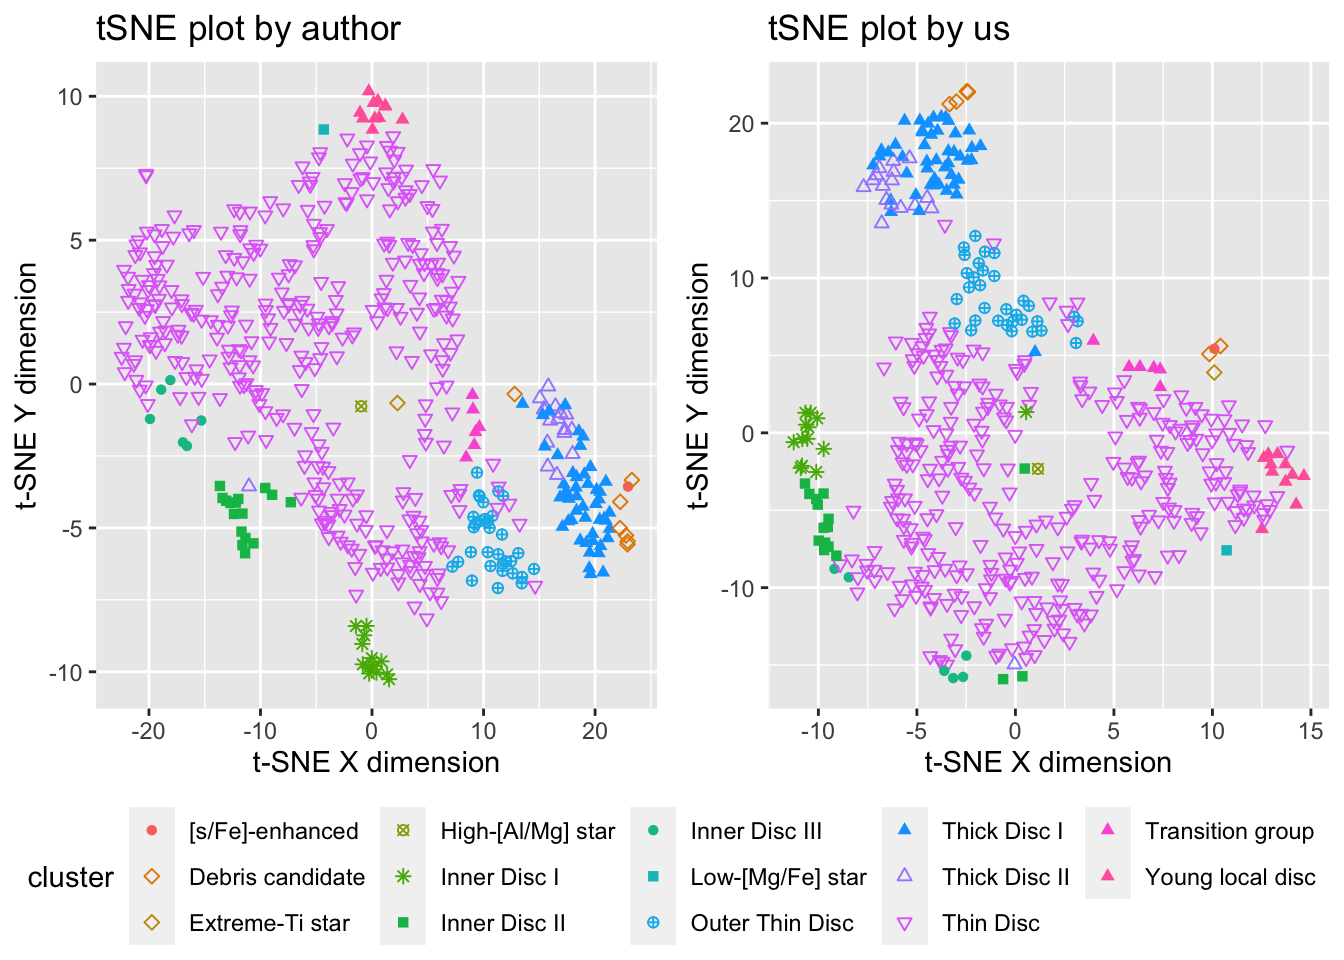 tSNE plot by author
tSNE plot by us
10
5
0
-5
-10
t-SNE Y dimension
-20 -10 0 10 20
t-SNE X dimension
20
10
0
-10
t-SNE Y dimension
-10 -5 0 5 10 15
t-SNE X dimension
cluster
[s/Fe]-enhanced
Debris candidate
Extreme-Ti star
High-[Al/Mg] star
Inner Disc I
Inner Disc II
Inner Disc III
Low-[Mg/Fe] star
Outer Thin Disc
Thick Disc I
Thick Disc II
Thin Disc
Transition group
Young local disc